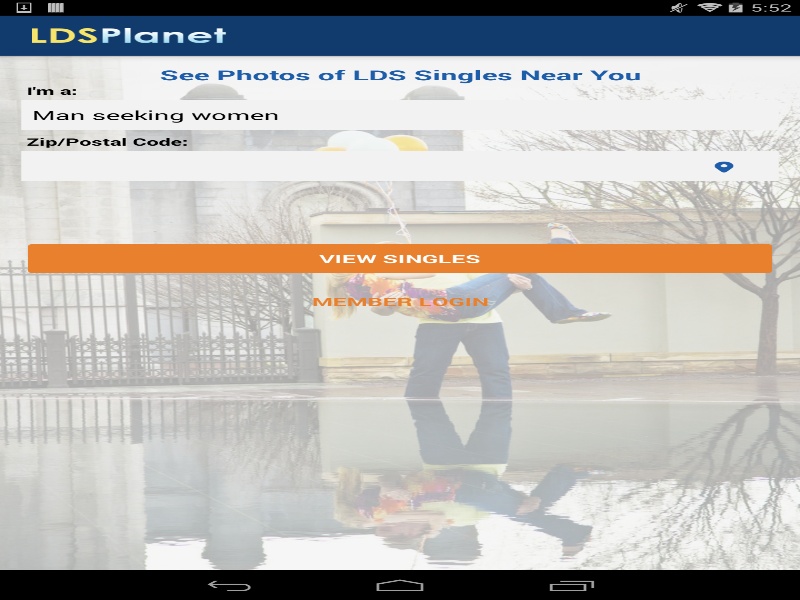 5:52
LDSPlanet
See Photos of LDS Singles Near You
I'm a:
Man seeking women
Zip/Postal Code:
VIEW SINGLES
MEMBER LOGIN